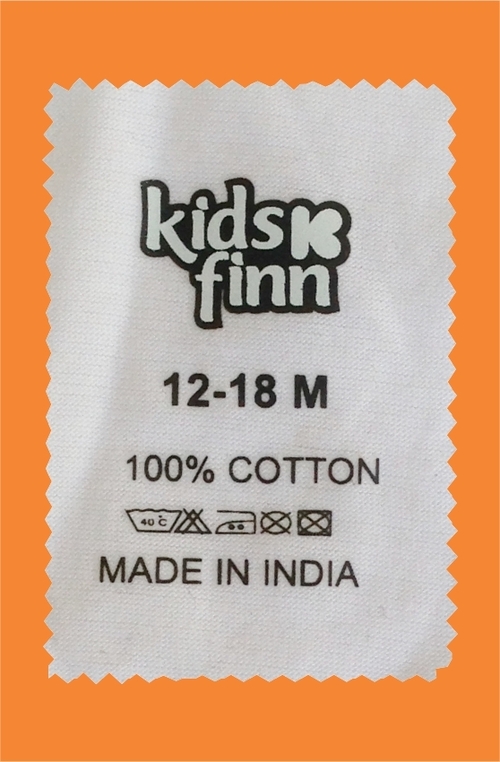 kids
finn
12-18 M
100% COTTON
40°C
MADE IN INDIA